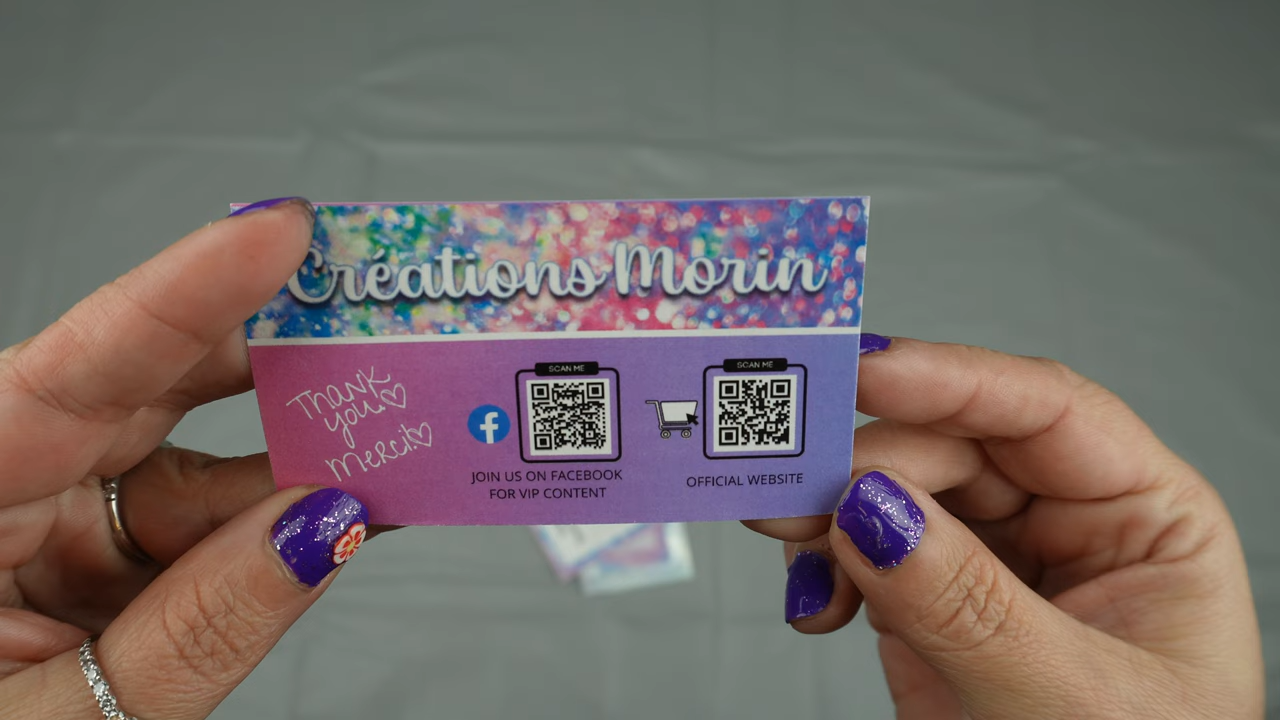 Créations Morin
Thank
you
Merci!
SCAN ME
JOIN US ON FACEBOOK
FOR VIP CONTENT
SCAN ME
OFFICIAL WEBSITE